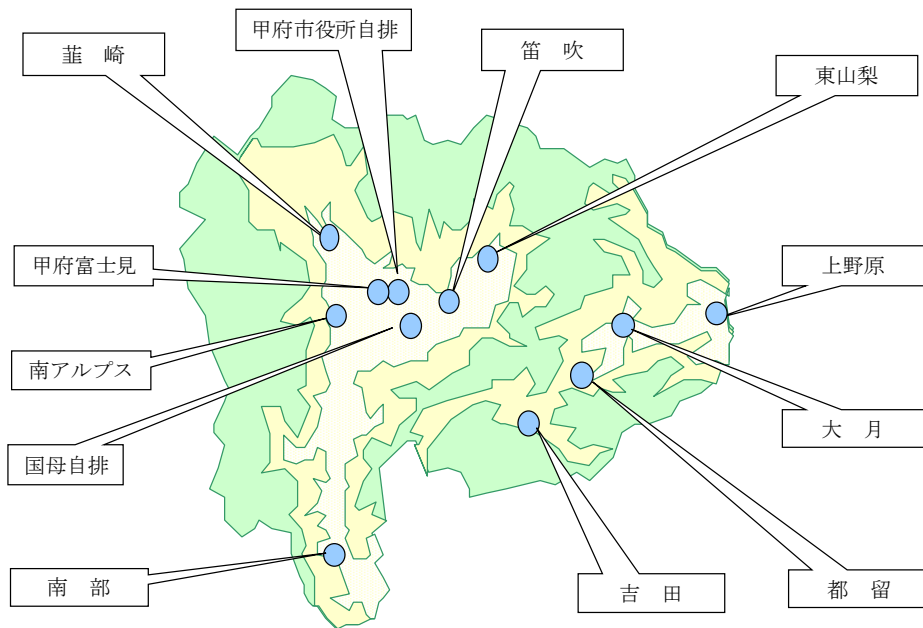 甲府市役所自排
韮　崎
笛　吹
東山梨
甲府富士見
上野原
南アルプス
大　月
国母自排
南　部
吉　田
都　留